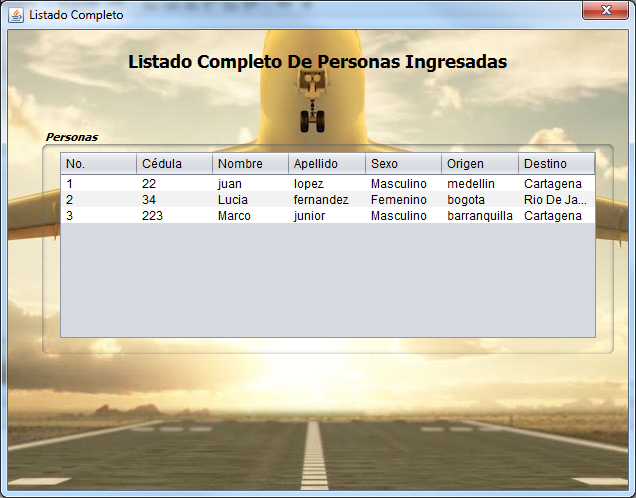 Listado Completo
Listado Completo De Personas Ingresadas
Personas
No. Cédula Nombre Apellido Sexo Origen Destino
1 22 juan lopez Masculino medellin Cartagena
2 34 Lucia fernandez Femenino bogota Rio De Ja...
3 223 Marco junior Masculino barranquilla Cartagena